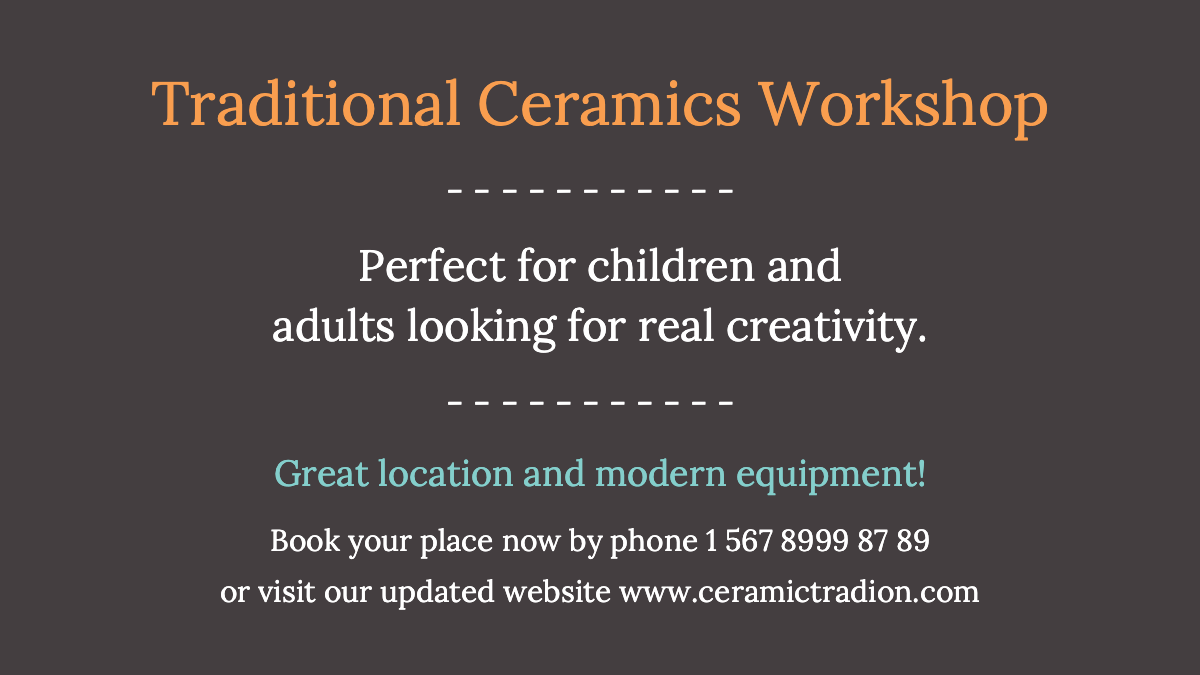 Traditional Ceramics Workshop
- - - - - - - - - - -
Perfect for children and
adults looking for real creativity.
- - - - - - - - - - -
Great location and modern equipment!
Book your place now by phone 1 567 8999 87 89
or visit our updated website www.ceramictradion.com